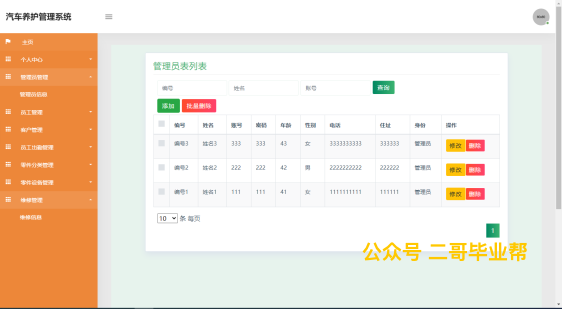 汽车养护管理系统
主页
个人中心
管理员管理
管理员信息
员工管理
客户管理
员工出勤管理
零件分类管理
零件设备管理
维修管理
维修信息
管理员表列表
编号 姓名 账号 查询
添加 批量删除
编号 姓名 账号 密码 年龄 性别 电话 住址 身份 操作
编号3 姓名3 333 333 43 女 3333333333 333333 管理员 修改 删除
编号2 姓名2 222 222 42 男 2222222222 222222 管理员 修改 删除
编号1 姓名1 111 111 41 女 1111111111 111111 管理员 修改 删除
10 条 每页
1
公众号 二哥毕业帮